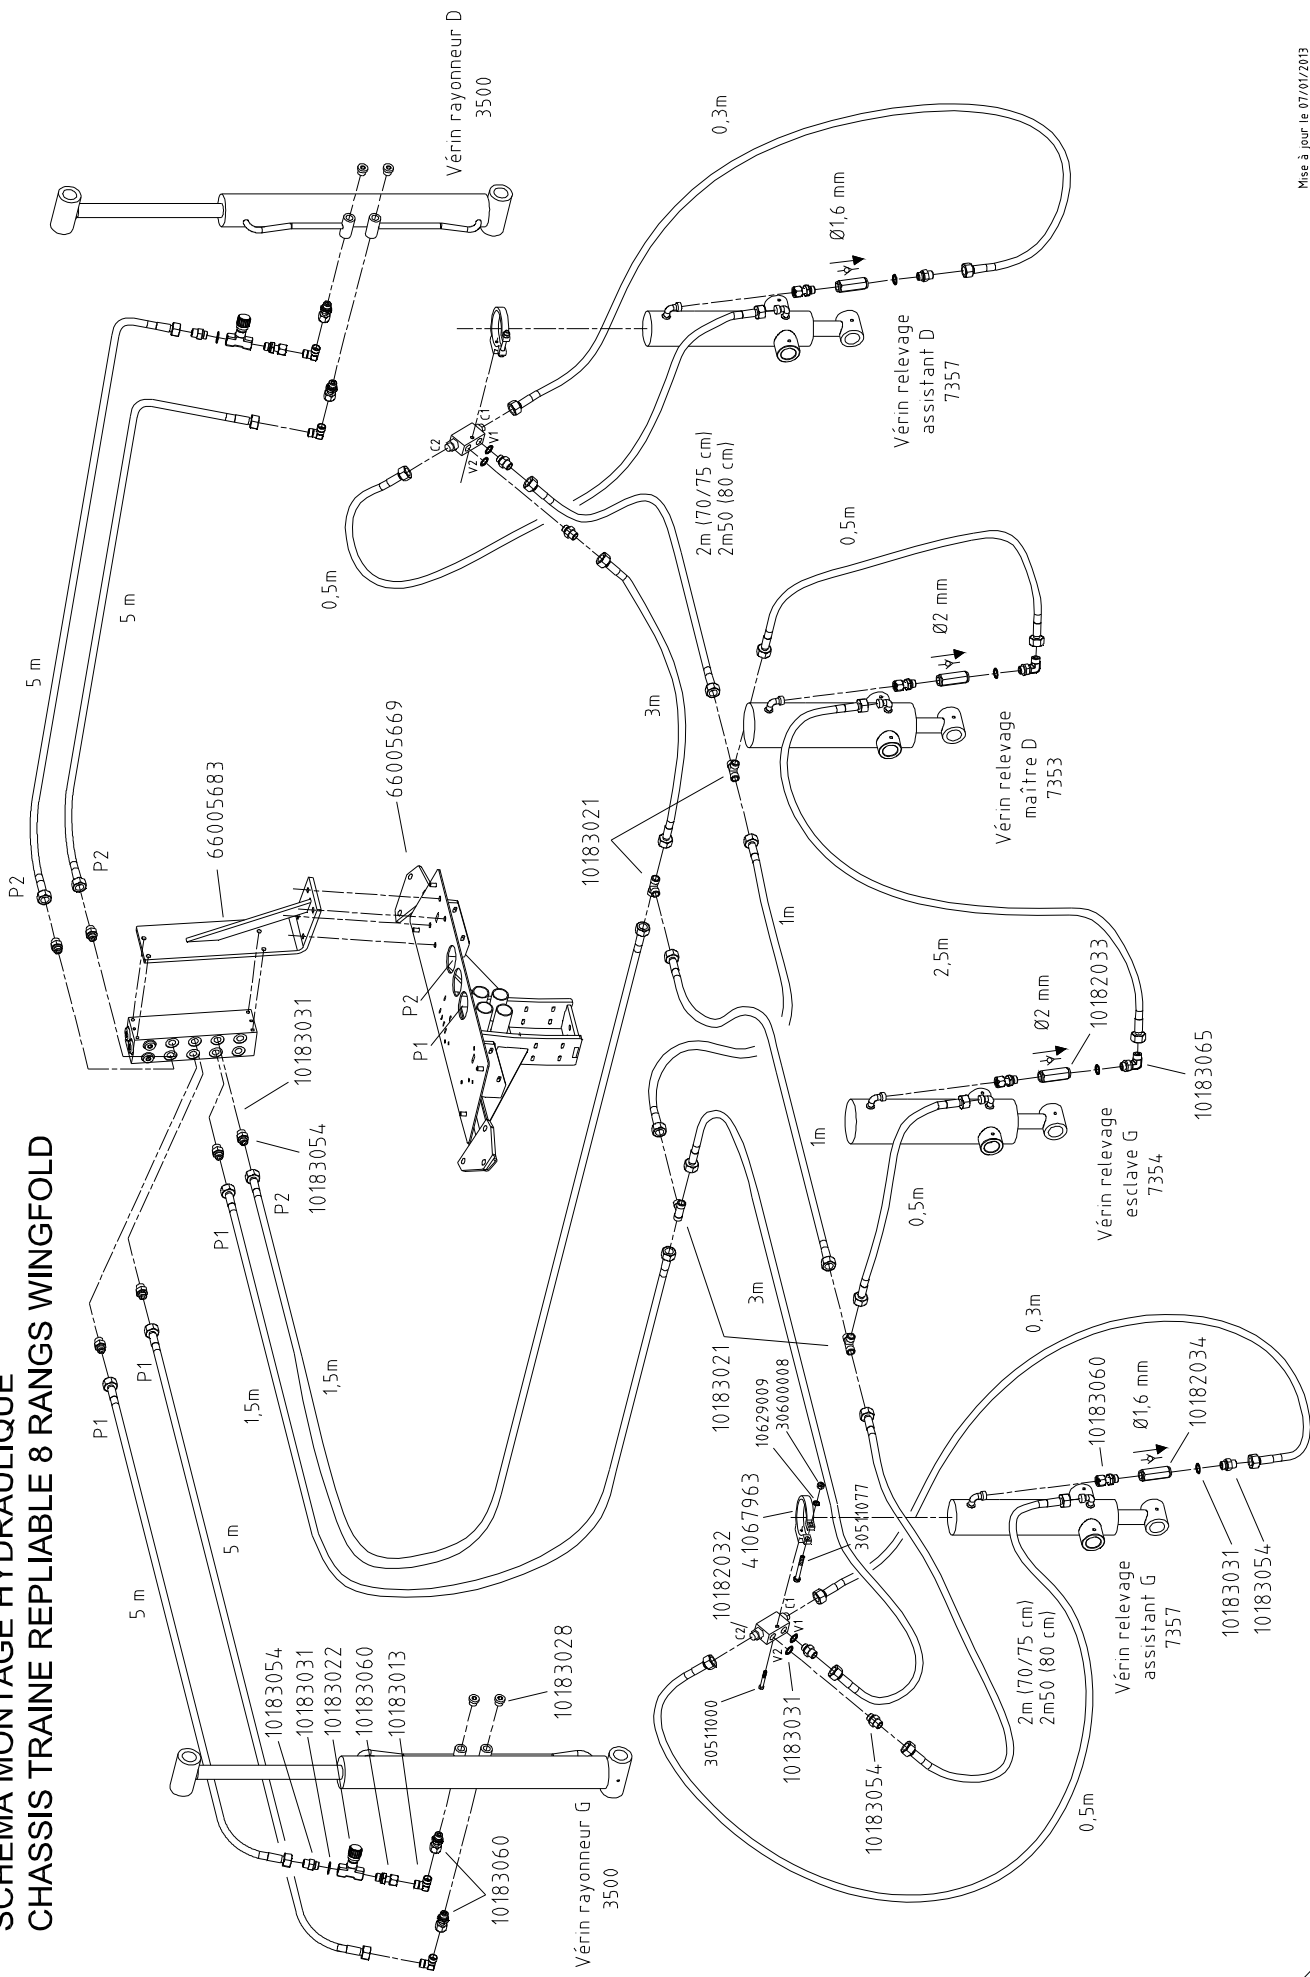 SCHEMA MONTAGE HYDRAULIQUE
CHASSIS TRAINE REPLIABLE 8 RANGS WINGFOLD
P1
P1
5 m
5 m
10183054
10183031
10183022
10183060
10183013
10183028
10183060
Vérin rayonneur G
3500
P1
P2
1,5m
1,5m
10183054
10183031
P2
P2
5 m
5 m
66005683
66005669
P1
P2
Vérin rayonneur D
3500
0,5m
C2
C1
V2
V1
0,3m
3m
2m (70/75 cm)
2m50 (80 cm)
Ø1,6 mm
Vérin relevage
assistant D
7357
10183021
1m
0,5m
Ø2 mm
Vérin relevage
maître D
7353
2,5m
Ø2 mm
10182033
10183065
Vérin relevage
esclave G
7354
0,5m
1m
3m
10183021
10629009
30600008
41067963
10182032
30511077
C2
C1
V2
V1
30511000
10183031
10183054
0,3m
10183060
Ø1,6 mm
10182034
10183031
10183054
Vérin relevage
assistant G
7357
2m (70/75 cm)
2m50 (80 cm)
0,5m
Mise à jour le 07/01/2013